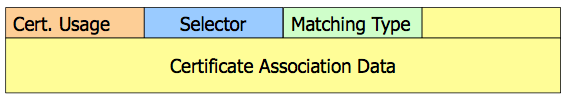 Cert. Usage Selector Matching Type
Certificate Association Data